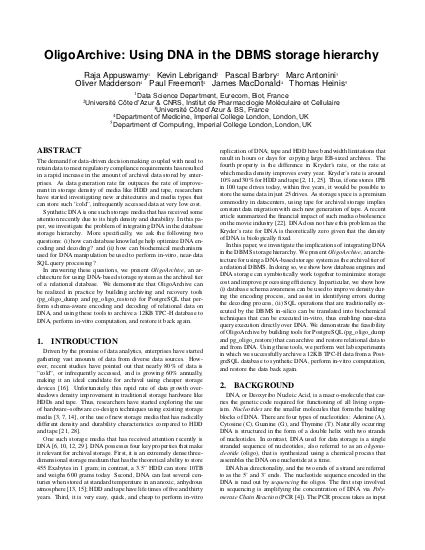 OligoArchive: Using DNA in the DBMS storage hierarchy
Raja Appuswamy¹ Kevin Lebrigand² Pascal Barbry² Marc Antonini³
Oliver Madderson⁴ Paul Freemont⁴ James McDonald⁴ Thomas Heinis⁵
¹Data Science Department, Eurecom, Biot, France
²Université Côte d'Azur & CNRS, Institut de Pharmacologie Moléculaire et Cellulaire
³Université Côte d'Azur & I3S, France
⁴Department of Medicine, Imperial College London, London, UK
⁵Department of Computing, Imperial College London, London, UK
ABSTRACT
The demand for data-driven decision making coupled with need to
retain data to meet regulatory compliance requirements has resulted
in a rapid increase in the amount of archival data stored by enter-
prises. As data generation rate far outpaces the rate of improve-
ment in storage density of media like HDD and tape, researchers
have started investigating new architectures and media types that
can store such "cold", infrequently accessed data at very low cost.
Synthetic DNA is one such storage media that has received some
attention recently due to its high density and durability. In this pa-
per, we investigate the problem of integrating DNA in the database
storage hierarchy. More specifically, we ask the following two
questions: (i) how can database knowledge help optimize DNA en-
coding and decoding? and (ii) how can biochemical mechanisms
used for DNA manipulation be used to perform in-vitro, near-data
SQL query processing?
In answering these questions, we present OligoArchive, an ar-
chitecture for using DNA-based storage system as the archival tier
of a relational database. We demonstrate that OligoArchive can
be realized in practice by building archiving and recovery tools
(pg_oligo_dump and pg_oligo_restore) for PostgreSQL that per-
form schema-aware encoding and decoding of relational data on
DNA, and using these tools to archive a 12KB TPC-H database to
DNA, perform in-vitro computation, and restore it back again.
1. INTRODUCTION
Driven by the promise of data analytics, enterprises have started
gathering vast amounts of data from diverse data sources. How-
ever, recent studies have pointed out that nearly 80% of data is
"cold", or infrequently accessed, and is growing 60% annually,
making it an ideal candidate for archival using cheaper storage
devices [16]. Unfortunately this rapid rate of data growth over-
shadows density improvement in traditional storage hardware like
HDDs and tape. Thus, researchers have started exploring the use
of hardware–software co-design techniques using existing storage
media [3, 7, 14], or the use of new storage media that has radically
different density and durability characteristics compared to HDD
and tape [21, 28].
One such storage media that has received attention recently is
DNA [6, 10, 12, 29]. DNA possesses four key properties that make
it relevant for archival storage. First, it is an extremely dense three-
dimensional storage medium that has the theoretical ability to store
455 Exabytes in 1 gram; in contrast, a 3.5" HDD can store 10TB
and weighs 600 grams today. Second, DNA can last several cen-
turies when stored at standard temperature in an anoxic, anhydrous
atmosphere [13, 15]; HDD and tapes have life times of five and thirty
years. Third, it is very easy, quick, and cheap to perform in-vitro
replication of DNA; tape and HDD have bandwidth limitations that
result in hours or days for copying large EB-sized archives. The
fourth property is the difference in Kryder's rate, or the rate at
which media density improves every year. Kryder's rate is around
10% and 30% for HDD and tape [2, 11, 25]. Thus, if one stores 1PB
in 100 tape drives today, within five years, it would be possible to
store the same data in just 25 drives. As storage space is a premium
commodity in datacenters, using tape for archival storage implies
constant data migration with each new generation of tape. A recent
article summarized the financial impact of such media obsolescence
on the movie industry [22]. DNA does not have this problem as the
Kryder's rate for DNA is theoretically zero given that the density
of DNA is biologically fixed.
In this paper, we investigate the implications of integrating DNA
in the DBMS storage hierarchy. We present OligoArchive, an archi-
tecture for using a DNA-based storage system as the archival tier of
a relational DBMS. In doing so, we show how database engines and
DNA storage can symbiotically work together to minimize storage
cost and improve processing efficiency. In particular, we show how
(i) database schema awareness can be used to improve density dur-
ing the encoding process, and assist in identifying errors during
the decoding process, (ii) SQL operations that are traditionally ex-
ecuted by the DBMS in-silico can be translated into biochemical
techniques that can be executed in-vitro, thus enabling near-data
query execution directly over DNA. We demonstrate the feasibility
of OligoArchive by building tools for PostgreSQL (pg_oligo_dump
and pg_oligo_restore) that can archive and restore relational data to
and from DNA. Using these tools, we perform wet lab experiments
in which we successfully archive a 12KB TPC-H data from a Post-
greSQL database to synthetic DNA, perform in-vitro computation,
and restore the data back again.
2. BACKGROUND
DNA, or Deoxyribo Nucleic Acid, is a macro-molecule that car-
ries the genetic code required for functioning of all living organ-
ism. Nucleotides are the smallest molecules that form the building
blocks of DNA. There are four types of nucleotides: Adenine (A),
Cytosine (C), Guanine (G), and Thymine (T). Naturally occurring
DNA is structured in the form of a double helix with two strands
of nucleotides. In contrast, DNA used for data storage is a single
stranded sequence of nucleotides, also referred to as an oligonu-
cleotide (oligo), that is synthesized using a chemical process that
assembles the DNA one nucleotide at a time.
DNA has directionality, and the two ends of a strand are referred
to as the 5' and 3' ends. The nucleotide sequence encoded in the
DNA is read out by sequencing the oligos. The first step involved
in sequencing is amplifying the concentration of DNA via Poly-
merase Chain Reaction (PCR) [4]. The PCR process takes as input